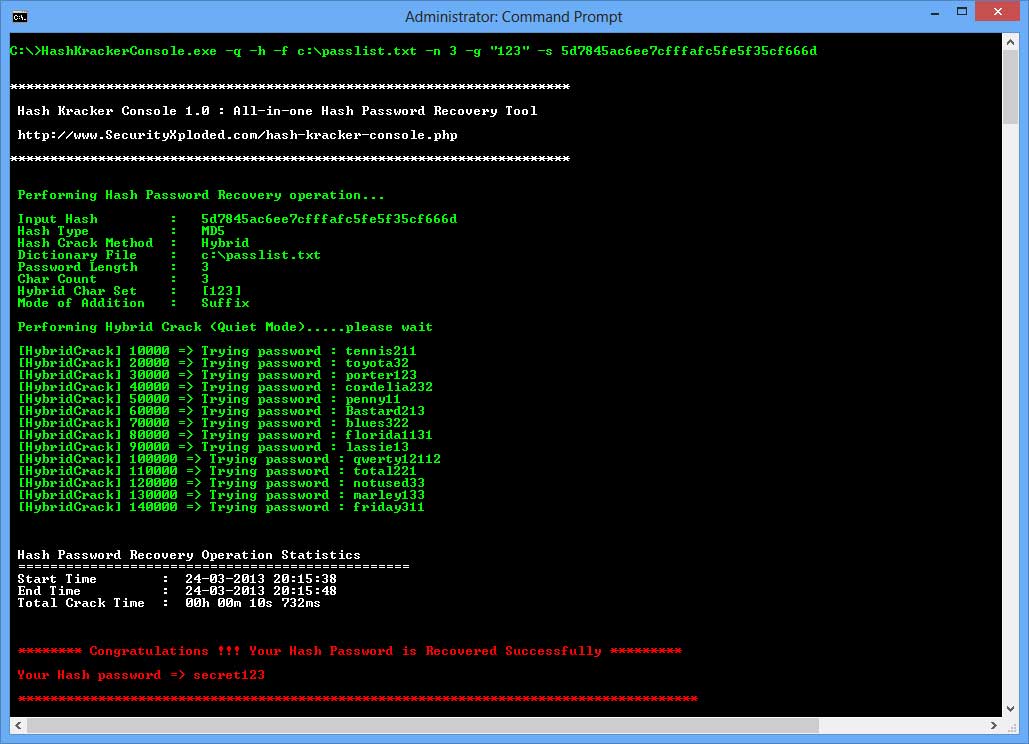 Administrator: Command Prompt
C:\>HashKrackerConsole.exe -q -h -f c:\passlist.txt -n 3 -g "123" -s 5d7845ac6ee7cfffafc5fe5f35cf666d
**********************************************************************
Hash Kracker Console 1.0 : All-in-one Hash Password Recovery Tool
http://www.SecurityXploded.com/hash-kracker-console.php
**********************************************************************
Performing Hash Password Recovery operation...
Input Hash : 5d7845ac6ee7cfffafc5fe5f35cf666d
Hash Type : MD5
Hash Crack Method : Hybrid
Dictionary File : c:\passlist.txt
Password Length : 3
Char Count : 3
Hybrid Char Set : [123]
Mode of Addition : Suffix
Performing Hybrid Crack (Quiet Mode).....please wait
[HybridCrack] 10000 => Trying password : tennis211
[HybridCrack] 20000 => Trying password : toyota32
[HybridCrack] 30000 => Trying password : porter123
[HybridCrack] 40000 => Trying password : cordelia232
[HybridCrack] 50000 => Trying password : penny11
[HybridCrack] 60000 => Trying password : Bastard213
[HybridCrack] 70000 => Trying password : blues322
[HybridCrack] 80000 => Trying password : florida1131
[HybridCrack] 90000 => Trying password : lassie13
[HybridCrack] 100000 => Trying password : qwerty12112
[HybridCrack] 110000 => Trying password : total221
[HybridCrack] 120000 => Trying password : notused33
[HybridCrack] 130000 => Trying password : marley133
[HybridCrack] 140000 => Trying password : friday311
Hash Password Recovery Operation Statistics
=================================================
Start Time : 24-03-2013 20:15:38
End Time : 24-03-2013 20:15:48
Total Crack Time : 00h 00m 10s 732ms
******** Congratulations !!! Your Hash Password is Recovered Successfully *********
Your Hash password => secret123
*************************************************************************************